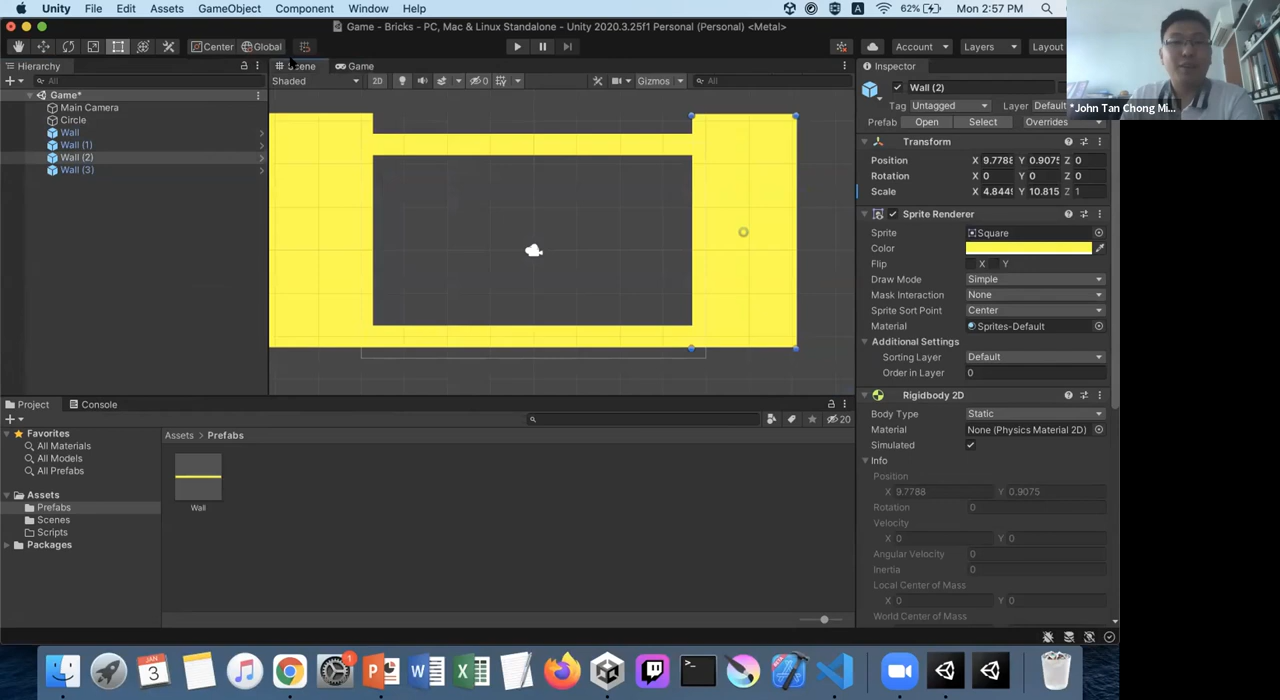 Unity File Edit Assets GameObject Component Window Help A 62% Mon 2:57 PM
Game - Bricks - PC, Mac & Linux Standalone - Unity 2020.3.25f1 Personal (Personal) <Metal>
Center Global Account Layers Layout
Hierarchy
All
Game*
Main Camera
Circle
Wall
Wall (1)
Wall (2)
Wall (3)
Scene Game
Shaded 2D 0 Gizmos All
Inspector
Wall (2)
Tag Untagged Layer Default
*John Tan Chong Mi...
Prefab Open Select Overrides
Transform
Position X 9.7788 Y 0.9075 Z 0
Rotation X 0 Y 0 Z 0
Scale X 4.8449 Y 10.815 Z 1
Sprite Renderer
Sprite Square
Color
Flip X Y
Draw Mode Simple
Mask Interaction None
Sprite Sort Point Center
Material Sprites-Default
Additional Settings
Sorting Layer Default
Order in Layer 0
Rigidbody 2D
Body Type Static
Material None (Physics Material 2D)
Simulated
Info
Position
X 9.7788 Y 0.9075
Rotation 0
Velocity
X 0 Y 0
Angular Velocity 0
Inertia 0
Local Center of Mass
X 0 Y 0
World Center of Mass
Project Console
20
Favorites
All Materials
All Models
All Prefabs
Assets
Prefabs
Scenes
Scripts
Packages
Assets > Prefabs
Wall
JAN
3
1